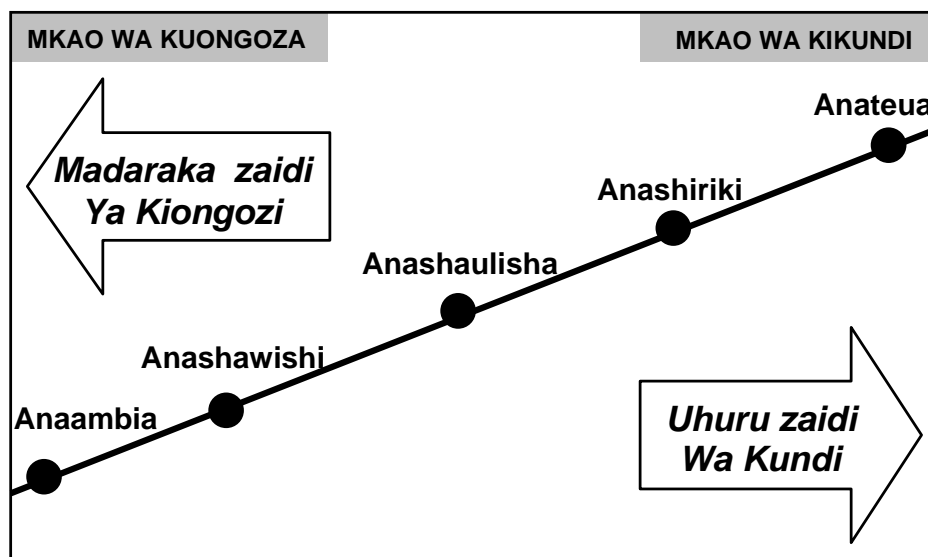 MKAO WA KUONGOZA
MKAO WA KIKUNDI
Anateua
Madaraka zaidi
Ya Kiongozi
Anashiriki
Anashaulisha
Anashawishi
Anaambia
Uhuru zaidi
Wa Kundi